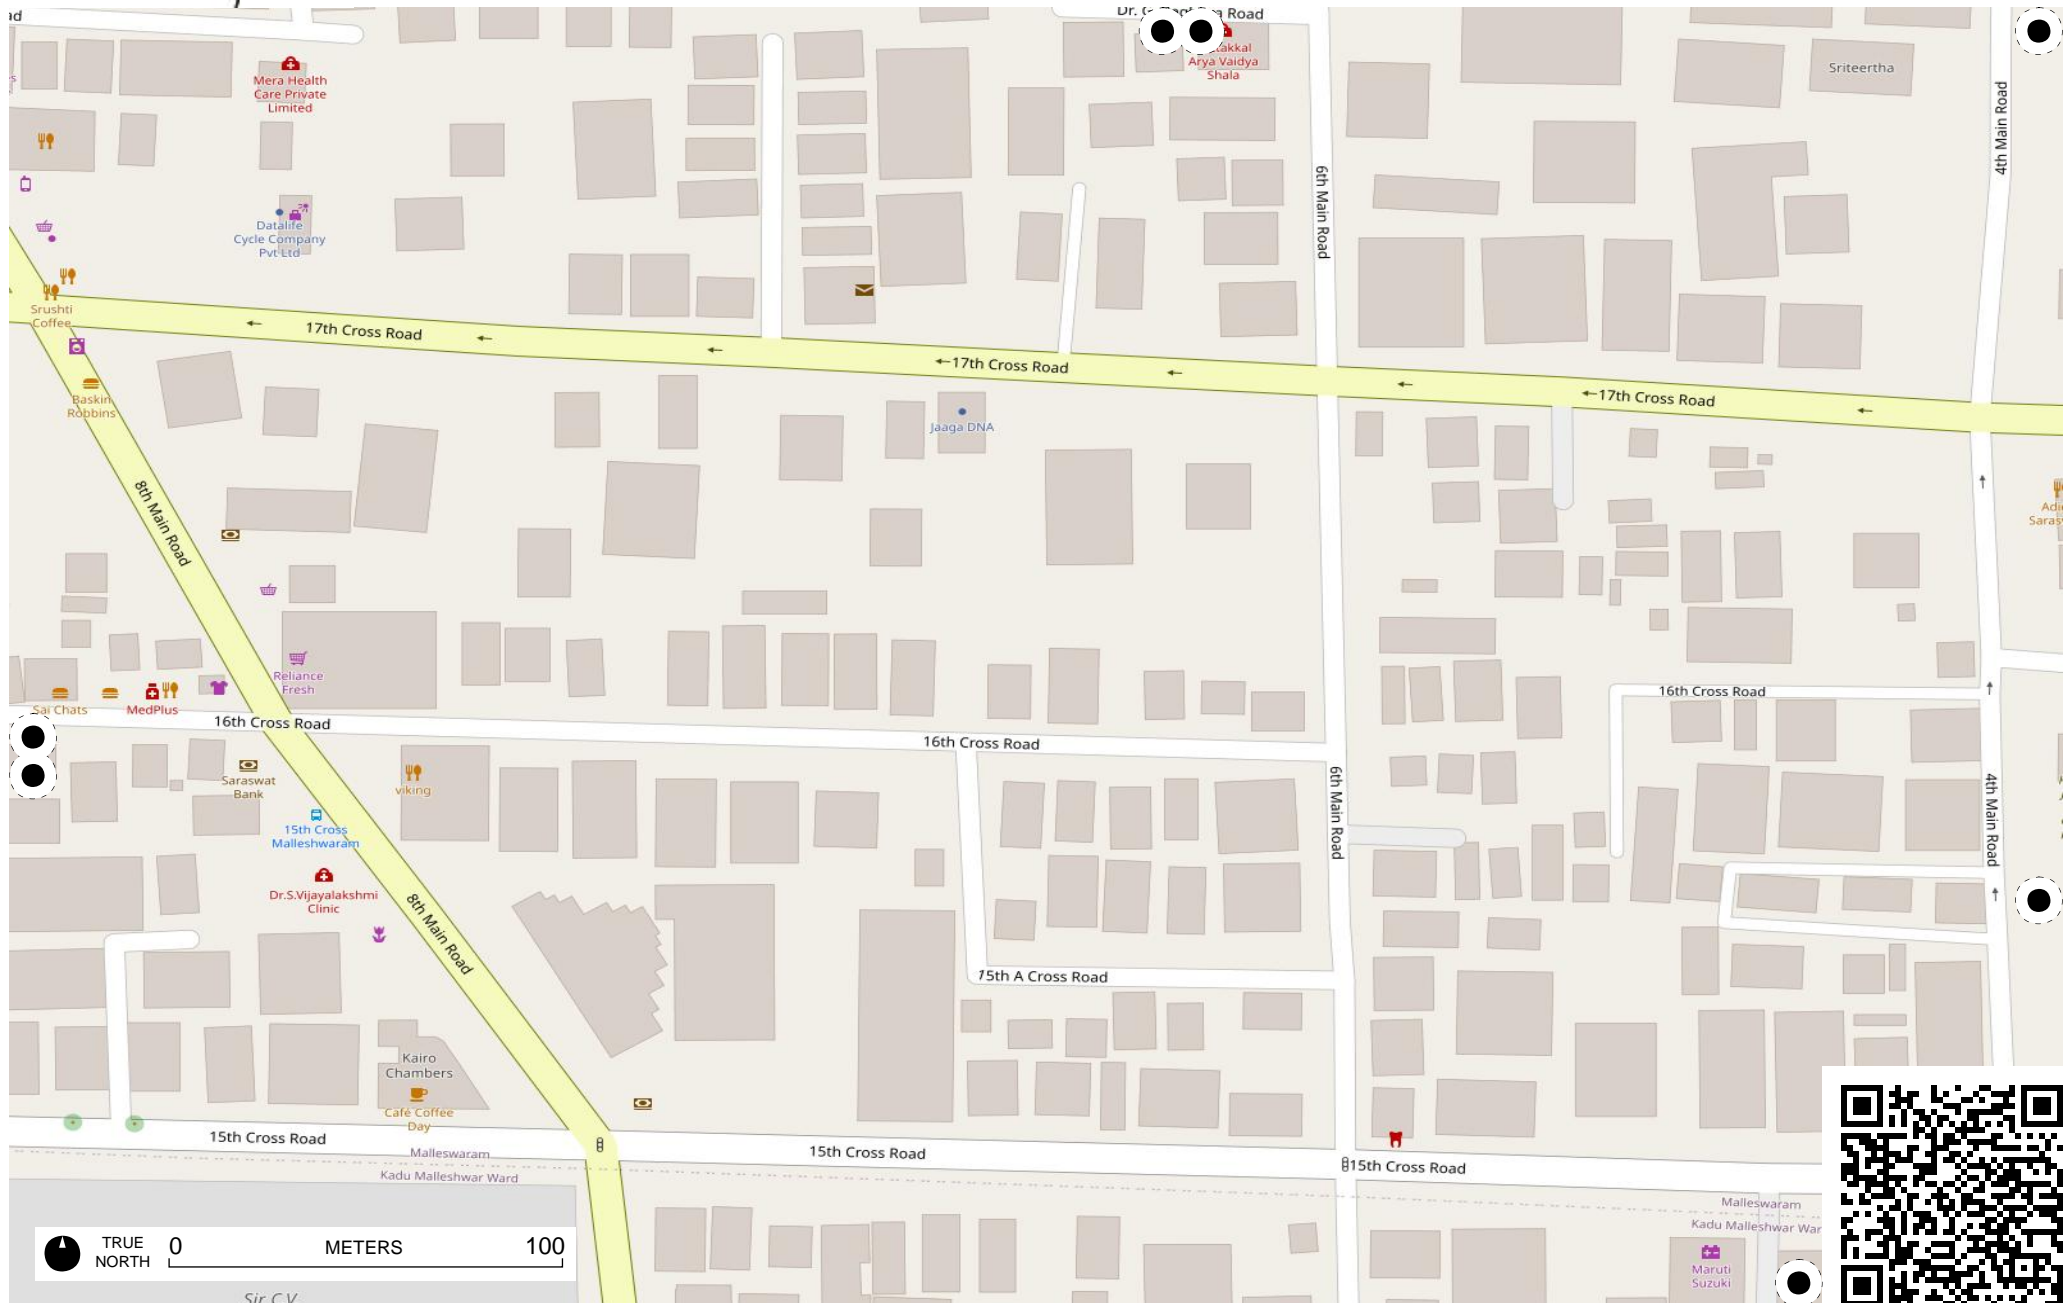 Road
Mera Health
Care Private
Limited
Arya Vaidya
Shala
Sriteertha
4th Main Road
6th Main Road
Datalife
Cycle Company
Pvt Ltd
Srushti
Coffee
17th Cross Road
17th Cross Road
17th Cross Road
Baskin
Robbins
Jaaga DNA
8th Main Road
Reliance
Fresh
Sai Chats
MedPlus
16th Cross Road
16th Cross Road
16th Cross Road
Saraswat
Bank
viking
15th Cross
Malleshwaram
6th Main Road
4th Main Road
Dr.S.Vijayalakshmi
Clinic
8th Main Road
15th A Cross Road
Kairo
Chambers
Café Coffee
Day
15th Cross Road
15th Cross Road
15th Cross Road
Malleswaram
Kadu Malleshwar Ward
Malleswaram
Kadu Malleshwar War
TRUE
NORTH
0 METERS 100
Maruti
Suzuki
Sir C.V.